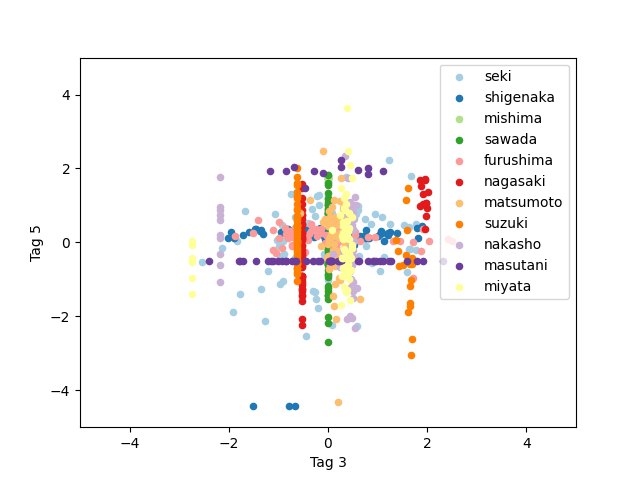 4
2
0
−2
−4
Tag 5
−4
−2
0
2
4
Tag 3
seki
shigenaka
mishima
sawada
furushima
nagasaki
matsumoto
suzuki
nakasho
masutani
miyata